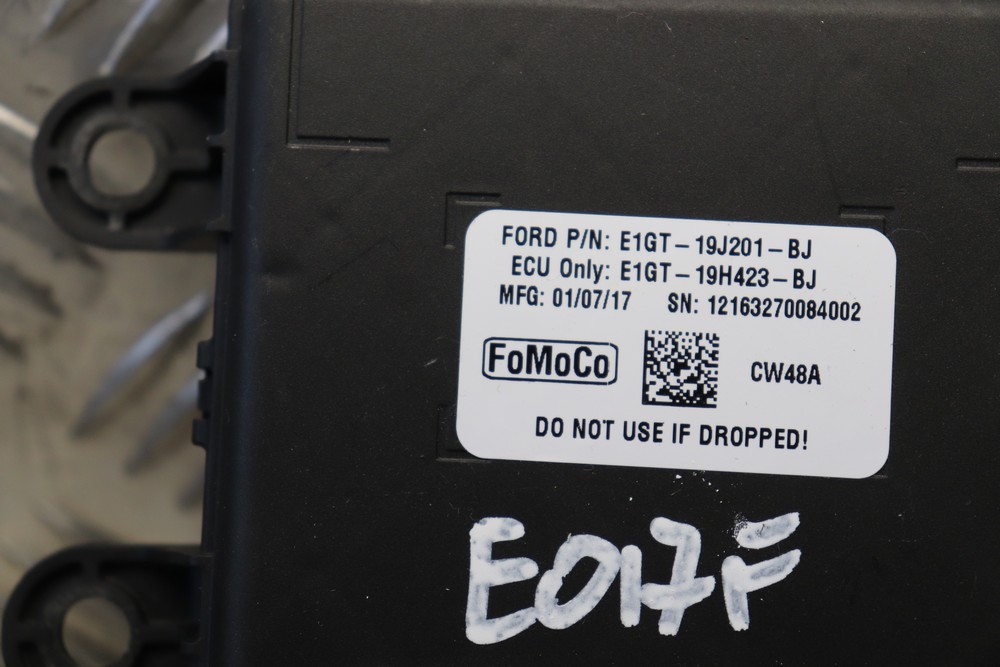 FORD P/N: E1GT-19J201-BJ
ECU Only: E1GT-19H423-BJ
MFG: 01/07/17 SN: 12163270084002
FoMoCo
CW48A
DO NOT USE IF DROPPED!
E017F